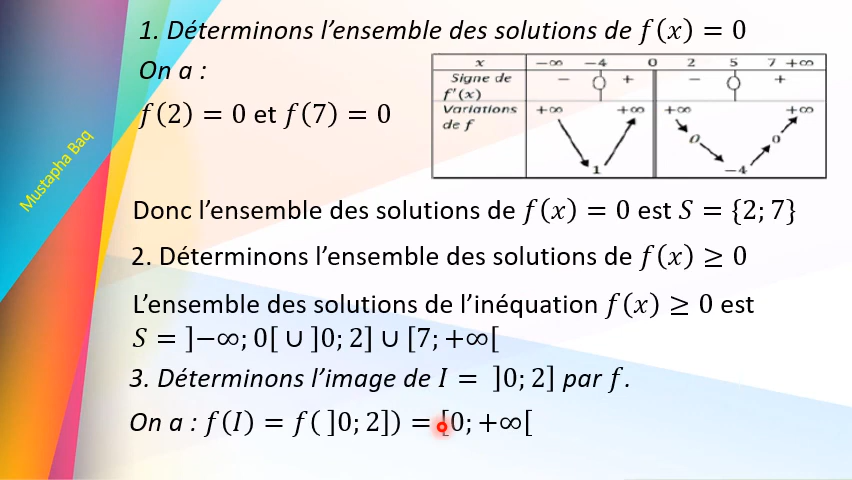 1. Déterminons l'ensemble des solutions de f(x) = 0
On a :
f(2) = 0 et f(7) = 0
x −∞ −4 0 2 5 7 +∞
Signe de f'(x) − 0 + − 0 +
Variations de f +∞ 1 +∞ +∞ 0 −4 0 +∞
Mustapha Baq
Donc l'ensemble des solutions de f(x) = 0 est S = {2; 7}
2. Déterminons l'ensemble des solutions de f(x) ≥ 0
L'ensemble des solutions de l'inéquation f(x) ≥ 0 est
S = ]−∞; 0[ ∪ ]0; 2] ∪ [7; +∞[
3. Déterminons l'image de I = ]0; 2] par f.
On a : f(I) = f( ]0; 2]) = [0; +∞[